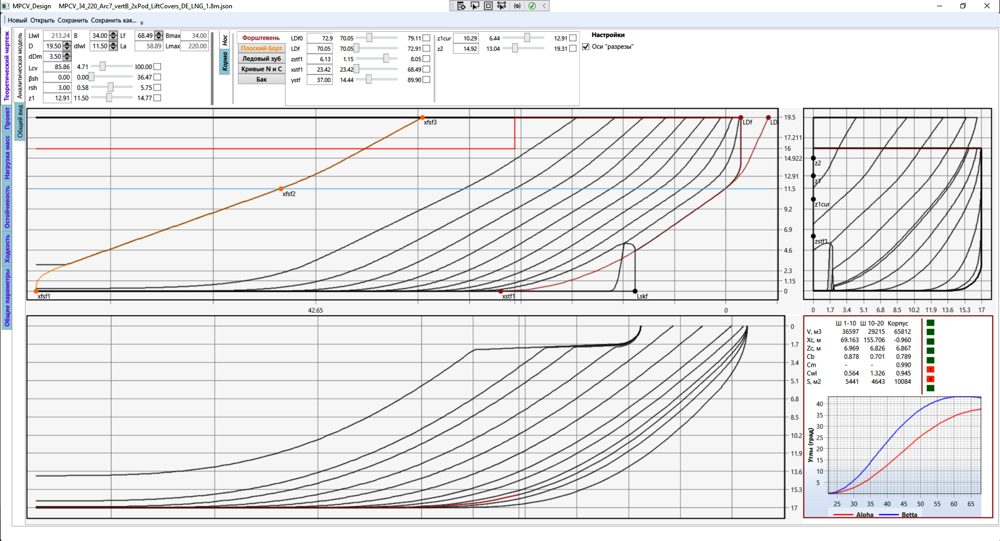 MPCV_Design MPCV_34_220_Arc7_vertB_2xPod_LiftCovers_DE_LNG_1.8m.json
Новый Открыть Сохранить Сохранить как...
Теоретический чертеж
Проект
Нагрузка масс
Остойчивость
Ходкость
Общие параметры
Аналитическая модель
Общий вид
Llwl 213.24 B 34.00 Lf 68.49 Bmax 34.00
D 19.50 dlwl 11.50 La 58.89 Lmax 220.00
dDm 3.50
Lcv 85.86 4.71 300.00
βsh 0.00 0.00 36.47
rsh 3.00 0.58 5.75
z1 12.91 11.50 14.77
Нос
Корма
Форштевень
Плоский борт
Ледовый зуб
Кривые N и C
Бак
LDf0 72.9 70.05 79.11
LDf 70.05 70.05 72.91
zstf1 6.13 1.15 8.05
xstf1 23.42 23.42 68.49
γstf 37.00 14.44 89.90
z1cur 10.29 6.44 12.91
z2 14.92 13.04 19.31
Настройки
Оси "разрезы"
xfsf3
LDf
LD
xfsf2
xfsf1
xstf1
Lskf
42.65 0
19.5
17.211
16
14.922
12.91
11.5
9.2
6.9
4.6
2.3
1.15
0
z2
z1
z1cur
zstf1
0 1.7 3.4 5.1 6.8 8.5 10.2 11.9 13.6 15.3 17
0
1.7
3.4
5.1
6.8
8.5
10.2
11.9
13.6
15.3
17
Ш 1-10 Ш 10-20 Корпус
V, м3 36597 29215 65812
Xc, м 69.163 155.706 -0.960
Zc, м 6.969 6.826 6.867
Cb 0.878 0.701 0.789
Cm - - 0.990
Cwl 0.564 1.326 0.945
S, м2 5441 4643 10084
1
4
Углы (град)
40
35
30
25
20
15
10
5
25 30 35 40 45 50 55 60 65
Alpha Betta